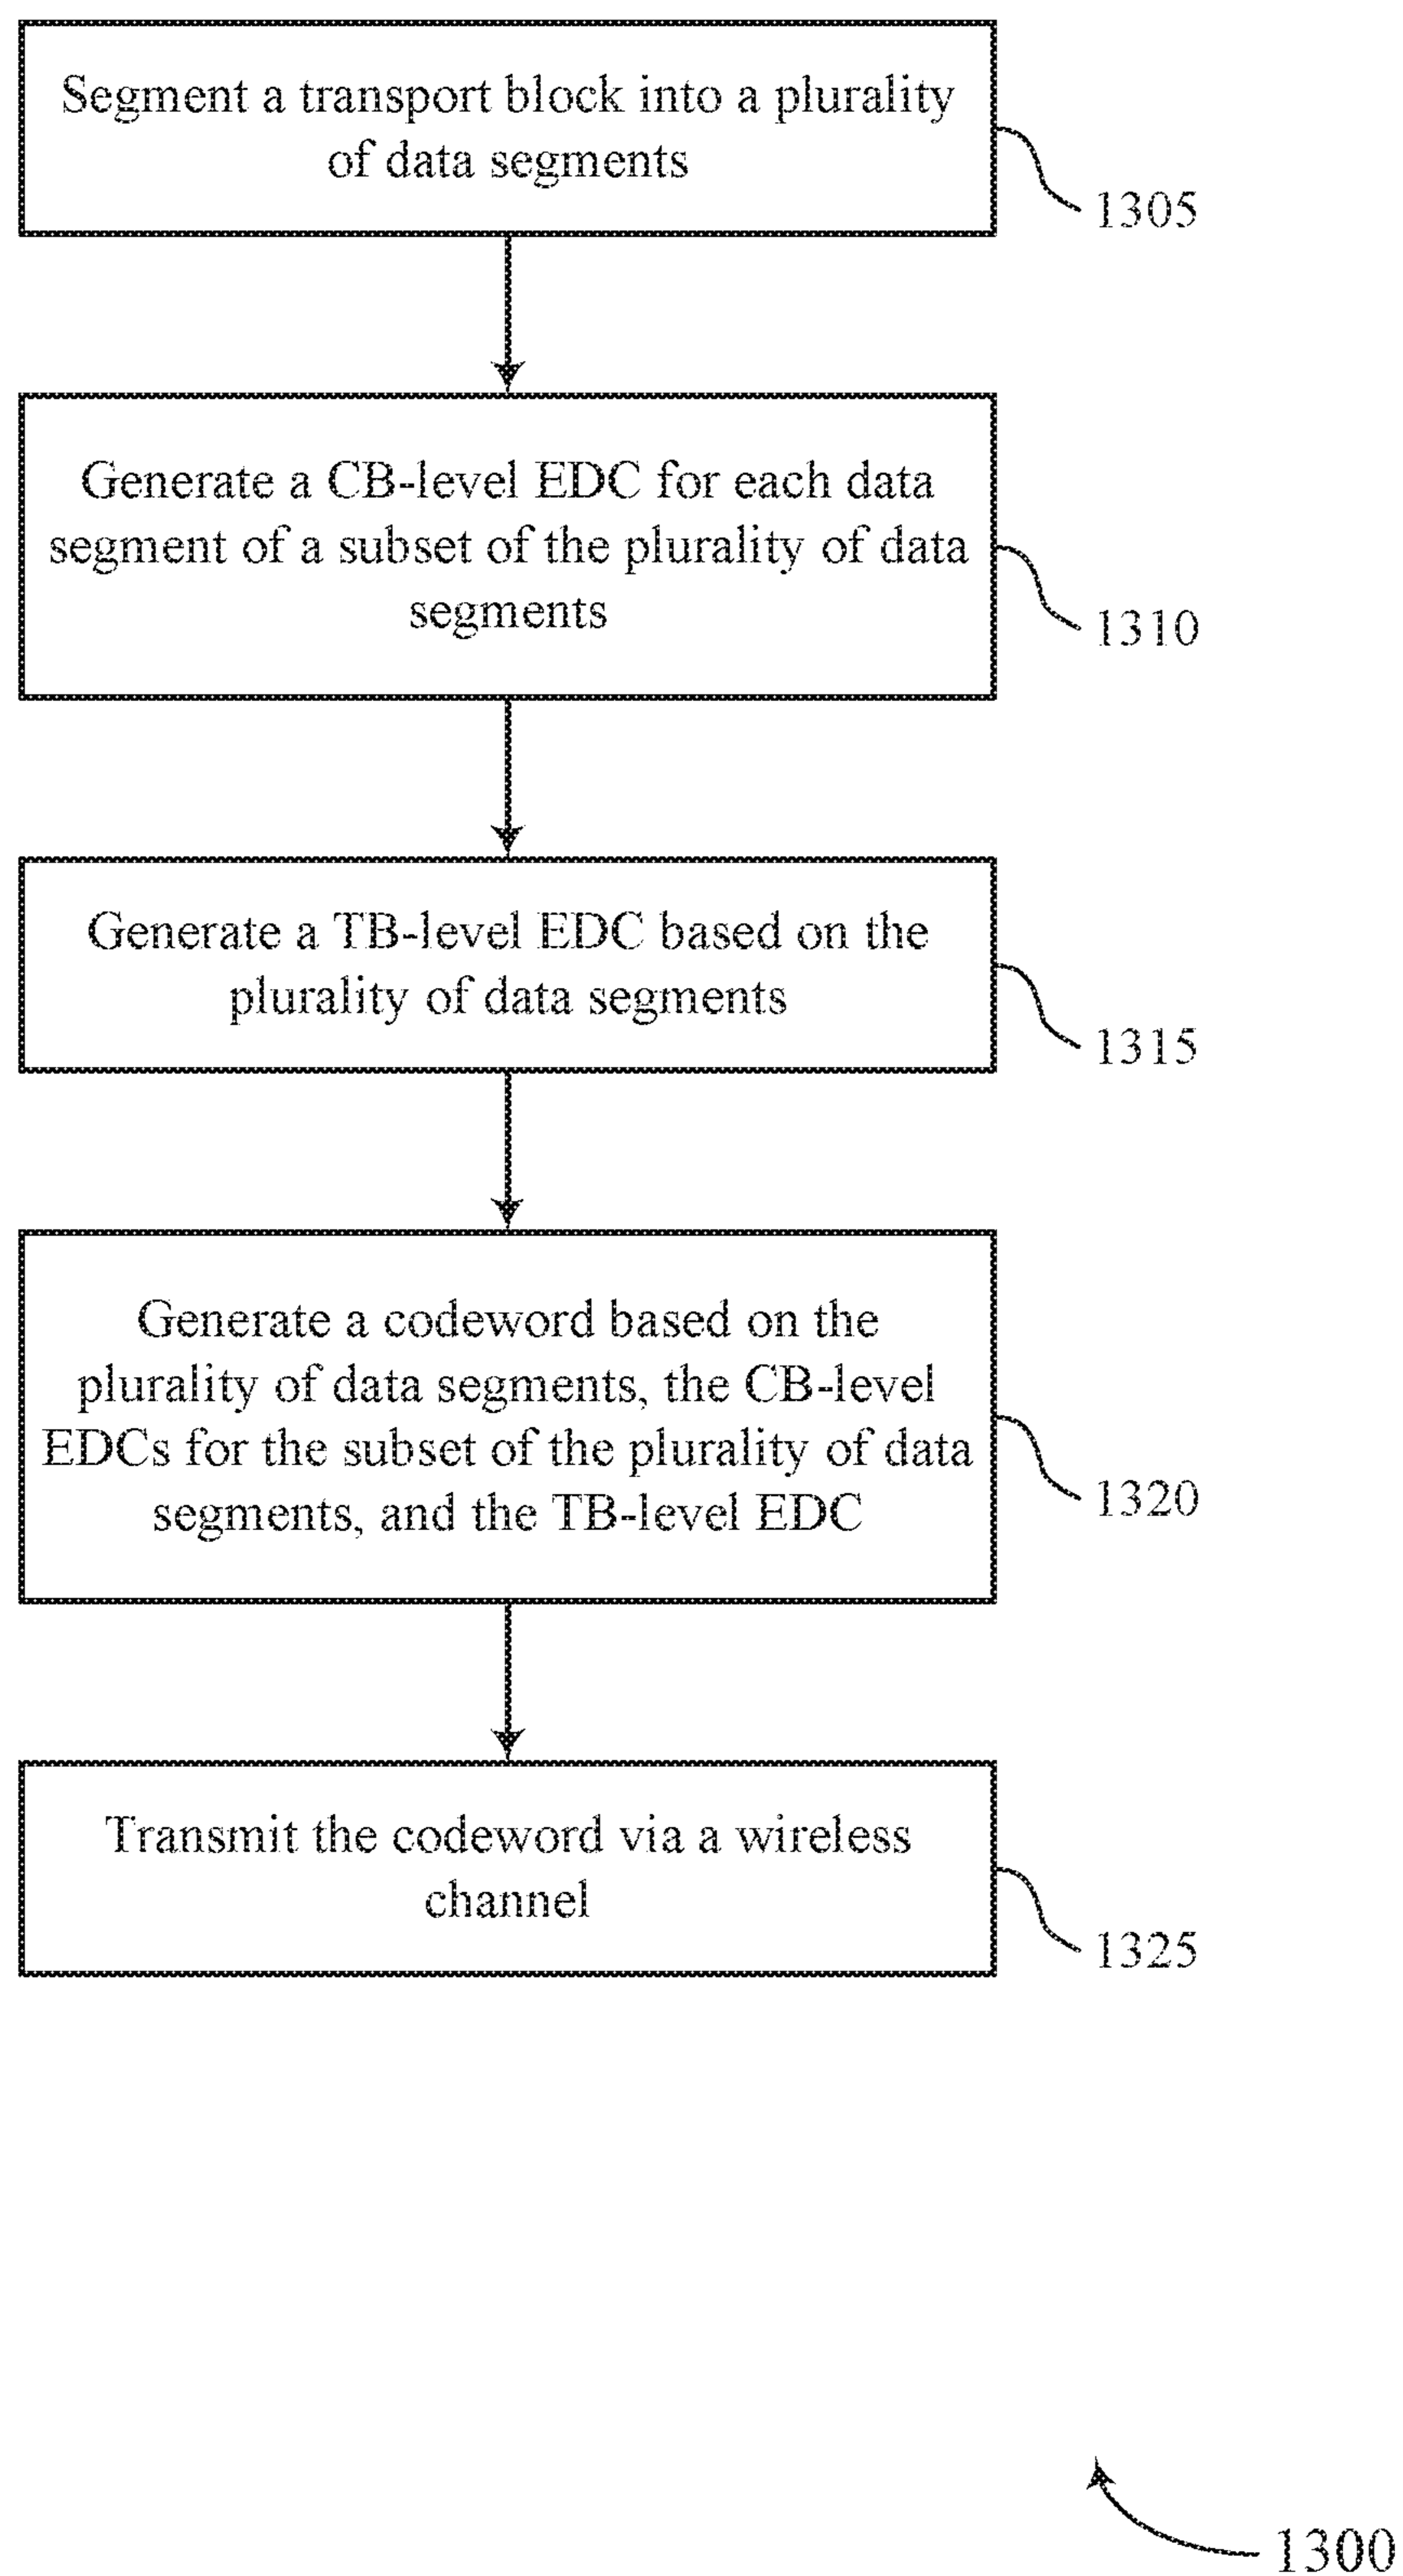 Segment a transport block into a plurality
of data segments
1305
Generate a CB-level EDC for each data
segment of a subset of the plurality of data
segments
1310
Generate a TB-level EDC based on the
plurality of data segments
1315
Generate a codeword based on the
plurality of data segments, the CB-level
EDCs for the subset of the plurality of data
segments, and the TB-level EDC
1320
Transmit the codeword via a wireless
channel
1325
1300